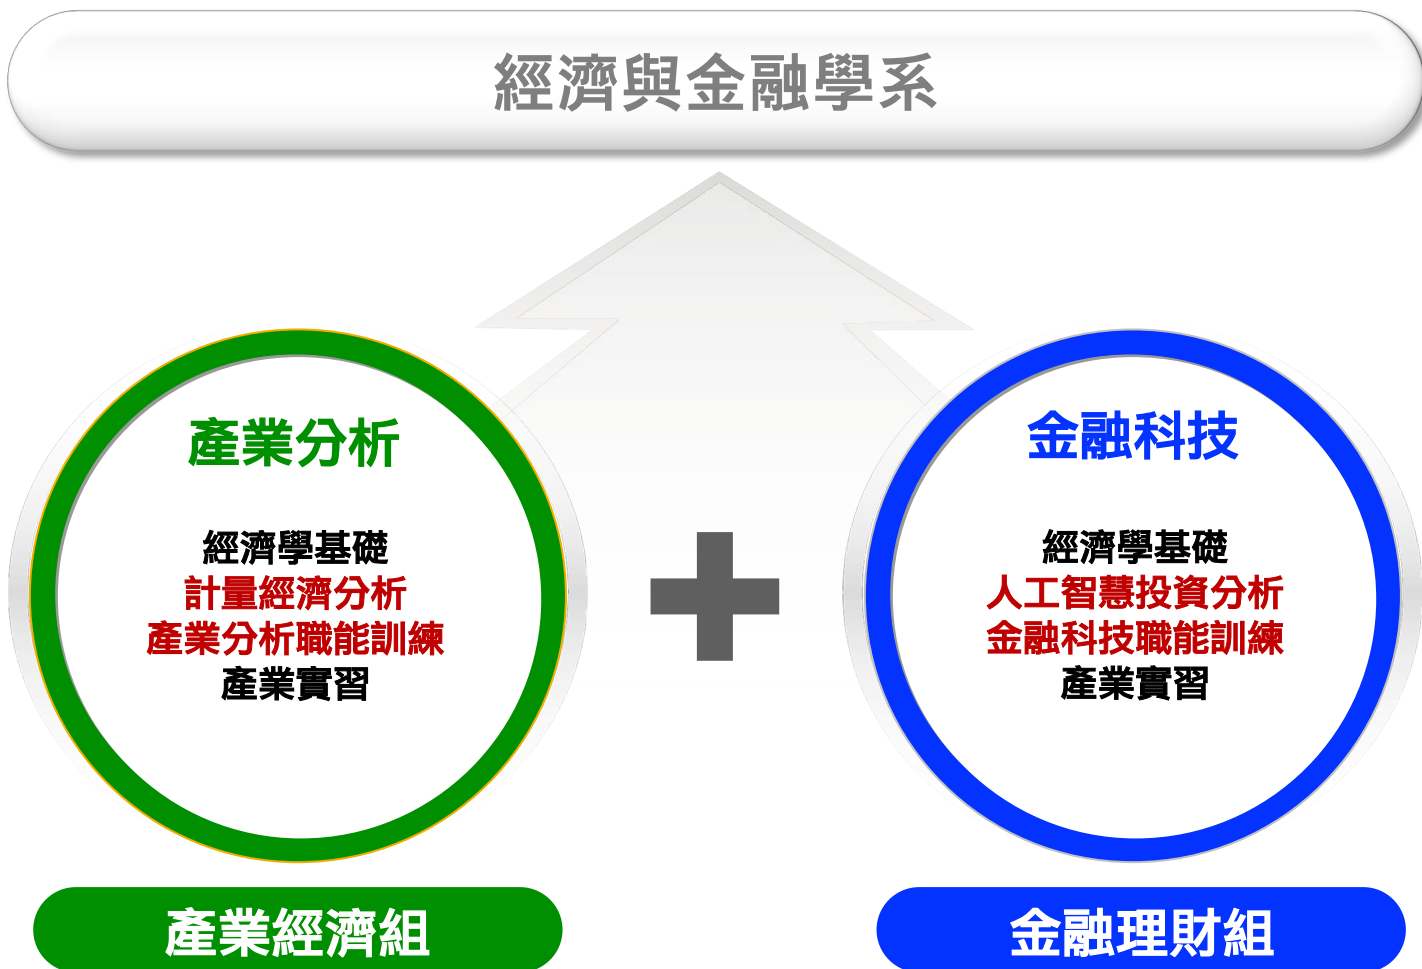 經濟與金融學系
產業分析
經濟學基礎
計量經濟分析
產業分析職能訓練
產業實習
產業經濟組
金融科技
經濟學基礎
人工智慧投資分析
金融科技職能訓練
產業實習
金融理財組